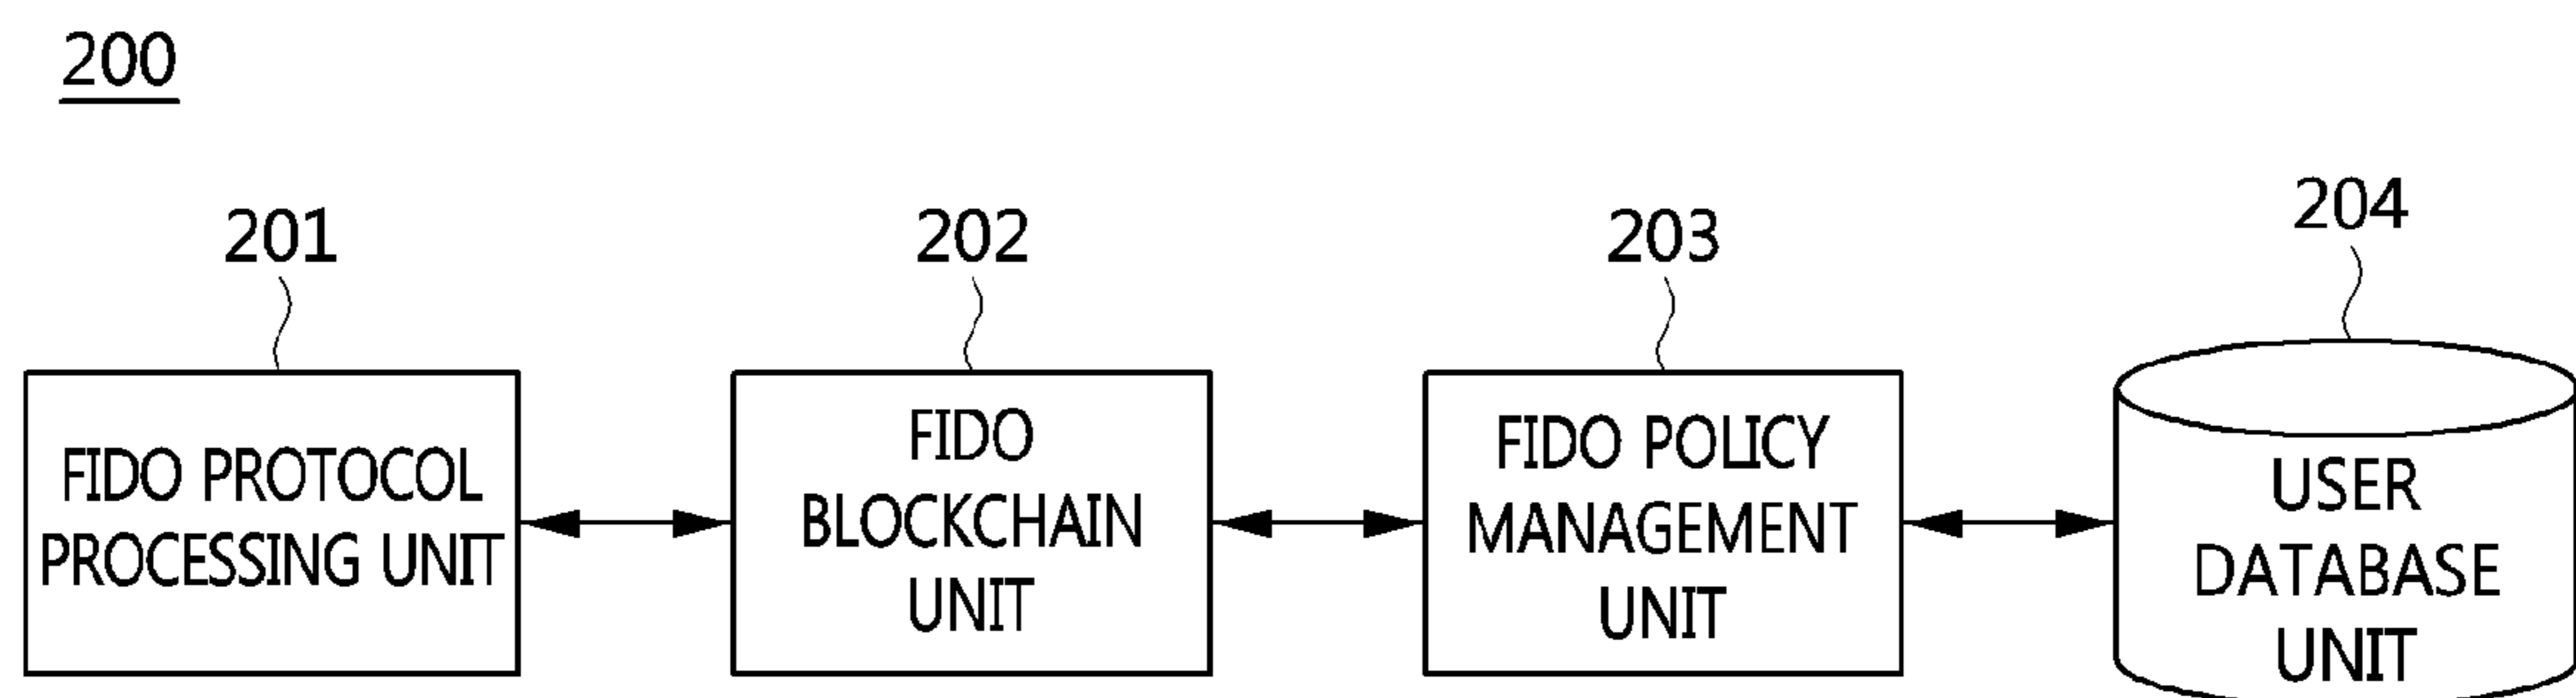 200
201
202
203
204
FIDO PROTOCOL
PROCESSING UNIT
FIDO
BLOCKCHAIN
UNIT
FIDO POLICY
MANAGEMENT
UNIT
USER
DATABASE
UNIT